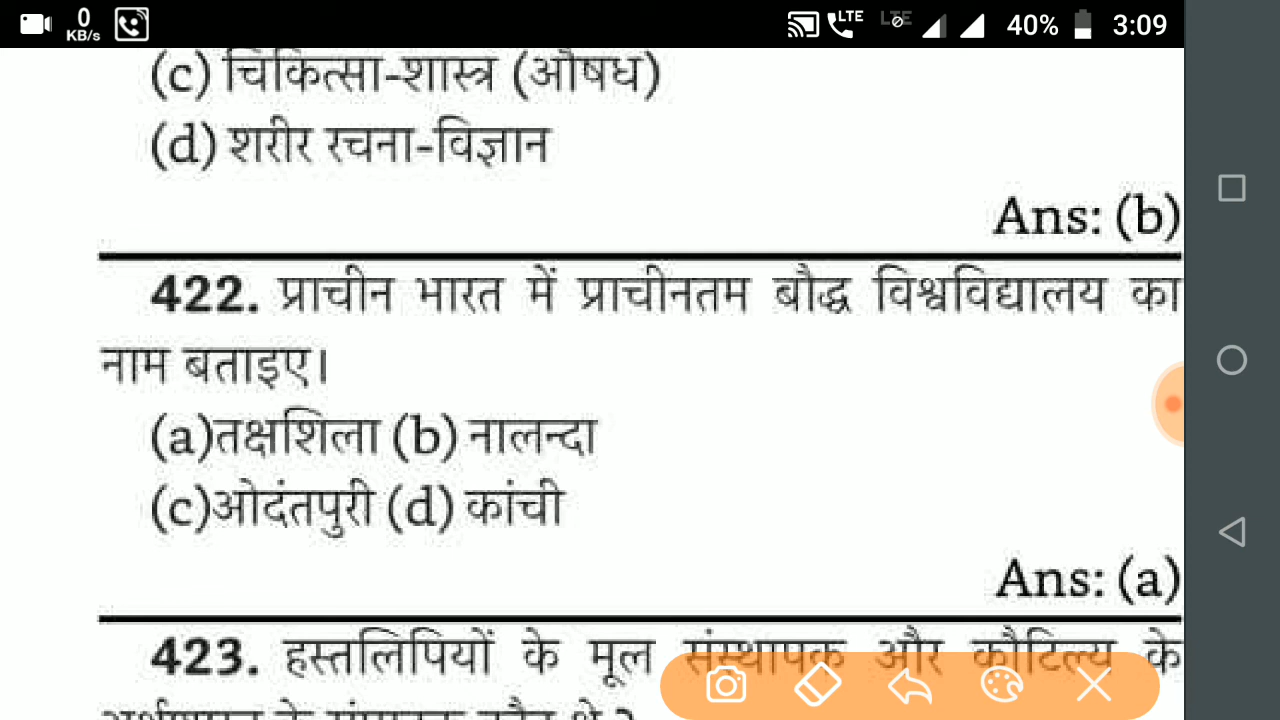 0 KB/s LTE LTE 40% 3:09
(c) चिकित्सा-शास्त्र (औषध)
(d) शरीर रचना-विज्ञान
Ans: (b)
422. प्राचीन भारत में प्राचीनतम बौद्ध विश्वविद्यालय का
नाम बताइए।
(a)तक्षशिला (b) नालन्दा
(c)ओदंतपुरी (d) कांची
Ans: (a)
423. हस्तलिपियों के मूल संस्थापक और कौटिल्य के